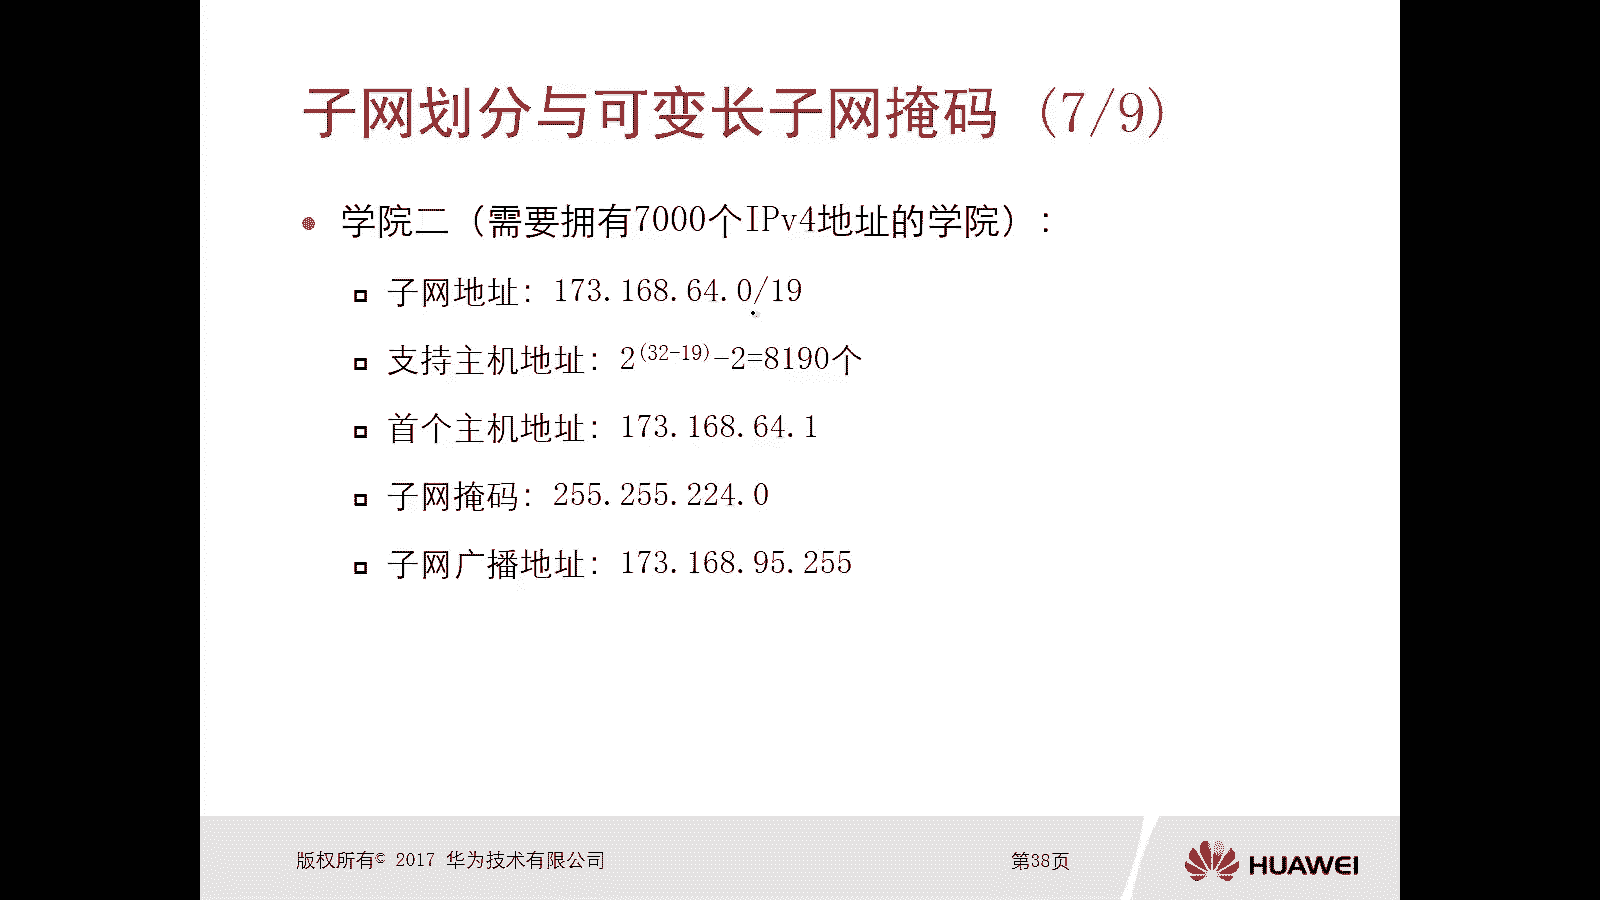 子网划分与可变长子网掩码 (7/9)
学院二（需要拥有7000个IPv4地址的学院）：
子网地址：173.168.64.0/19
支持主机地址：2(32-19)-2=8190个
首个主机地址：173.168.64.1
子网掩码：255.255.224.0
子网广播地址：173.168.95.255
版权所有© 2017 华为技术有限公司
第38页
HUAWEI